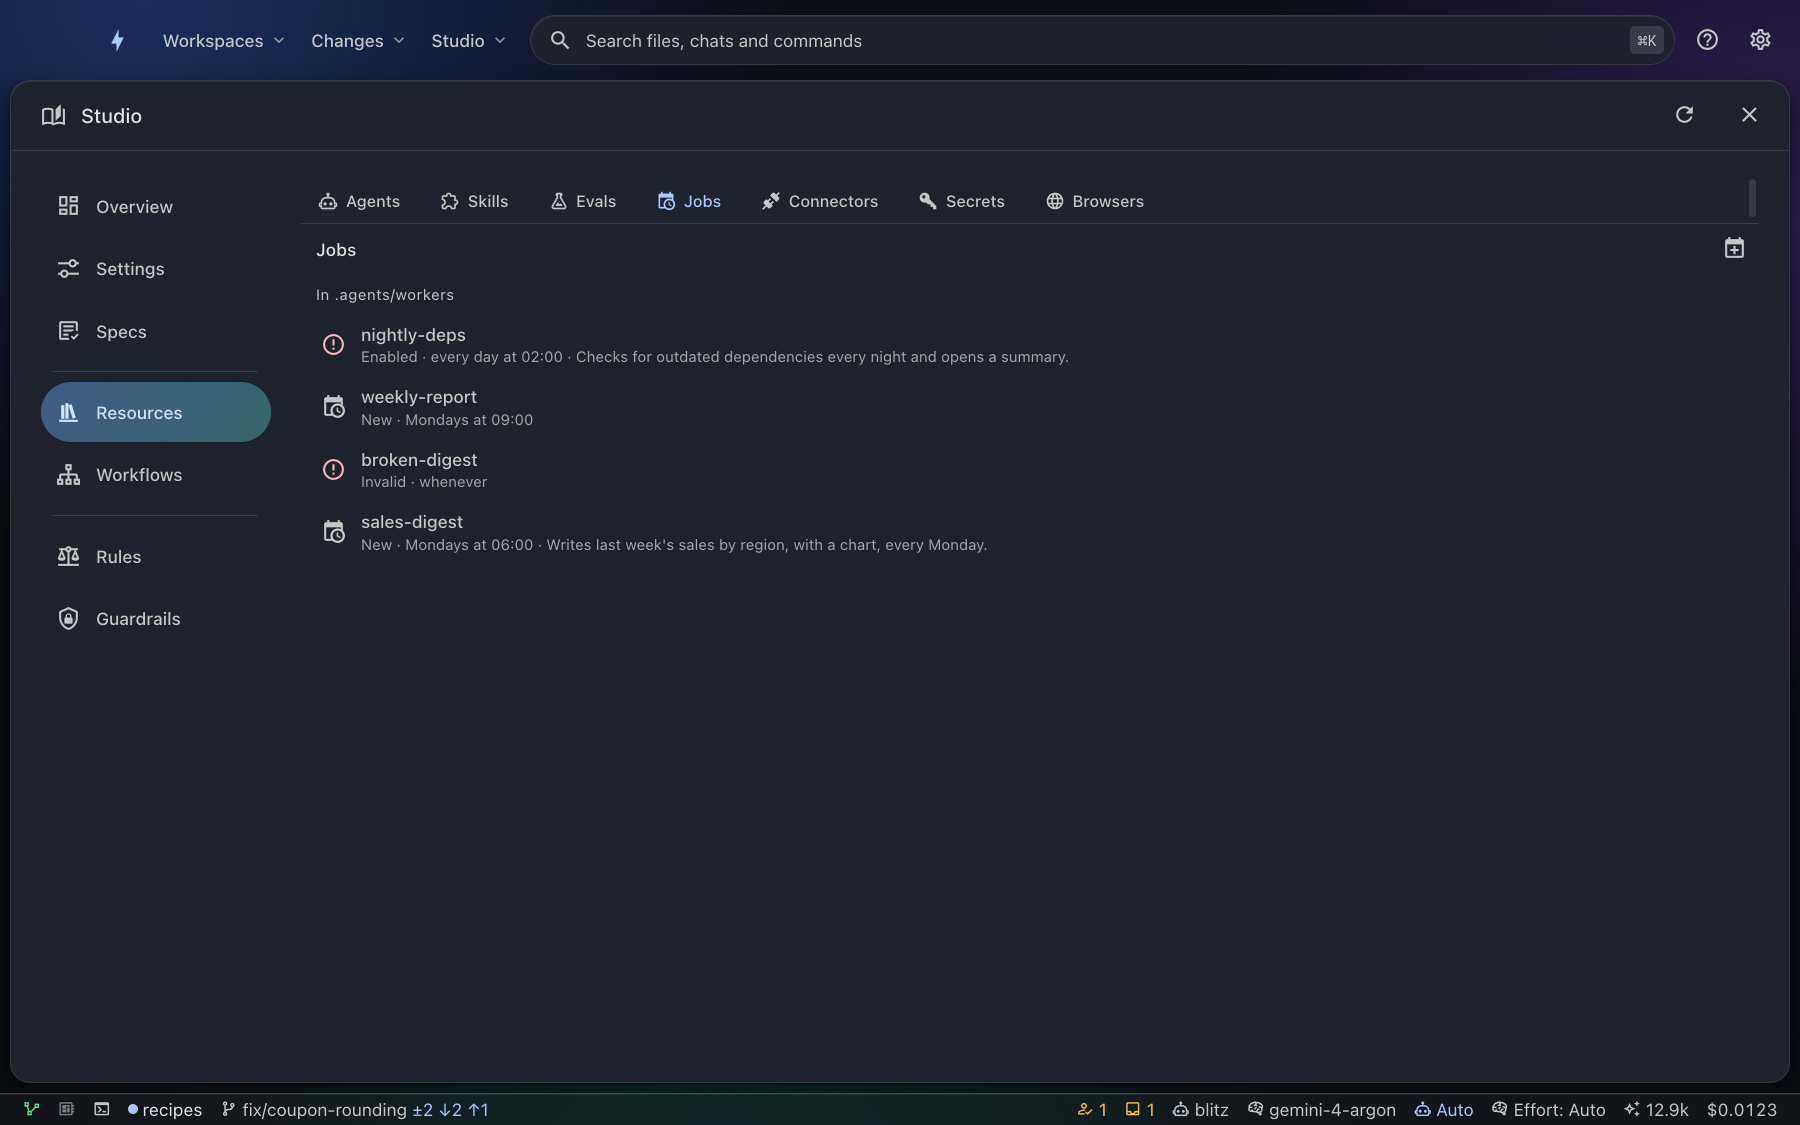 Workspaces
Changes
Studio
Search files, chats and commands
⌘K
Studio
Overview
Settings
Specs
Resources
Workflows
Rules
Guardrails
Agents
Skills
Evals
Jobs
Connectors
Secrets
Browsers
Jobs
In .agents/workers
nightly-deps
Enabled · every day at 02:00 · Checks for outdated dependencies every night and opens a summary.
weekly-report
New · Mondays at 09:00
broken-digest
Invalid · whenever
sales-digest
New · Mondays at 06:00 · Writes last week's sales by region, with a chart, every Monday.
recipes
fix/coupon-rounding ±2 ↓2 ↑1
1
1
blitz
gemini-4-argon
Auto
Effort: Auto
12.9k
$0.0123